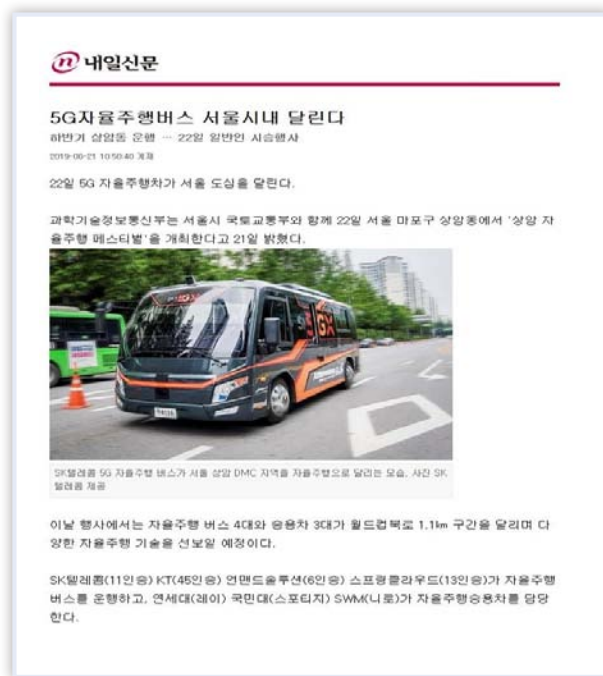 내일신문
5G자율주행버스 서울시내 달린다
하반기 상암동 운행 … 22일 일반인 시승행사
2019-06-21 10:50:40 게재
22일 5G 자율주행차가 서울 도심을 달린다.
과학기술정보통신부는 서울시 국토교통부와 함께 22일 서울 마포구 상암동에서 '상암 자
율주행 페스티벌'을 개최한다고 21일 밝혔다.
5GX
SK텔레콤 5G 자율주행 버스가 서울 상암 DMC 지역을 자율주행으로 달리는 모습. 사진 SK
텔레콤 제공
이날 행사에서는 자율주행 버스 4대와 승용차 3대가 월드컵북로 1.1km 구간을 달리며 다
양한 자율주행 기술을 선보일 예정이다.
SK텔레콤(11인승) KT(45인승) 언맨드솔루션(6인승) 스프링클라우드(13인승)가 자율주행
버스를 운행하고, 연세대(레이) 국민대(스포티지) SWM(니로)가 자율주행승용차를 담당
한다.